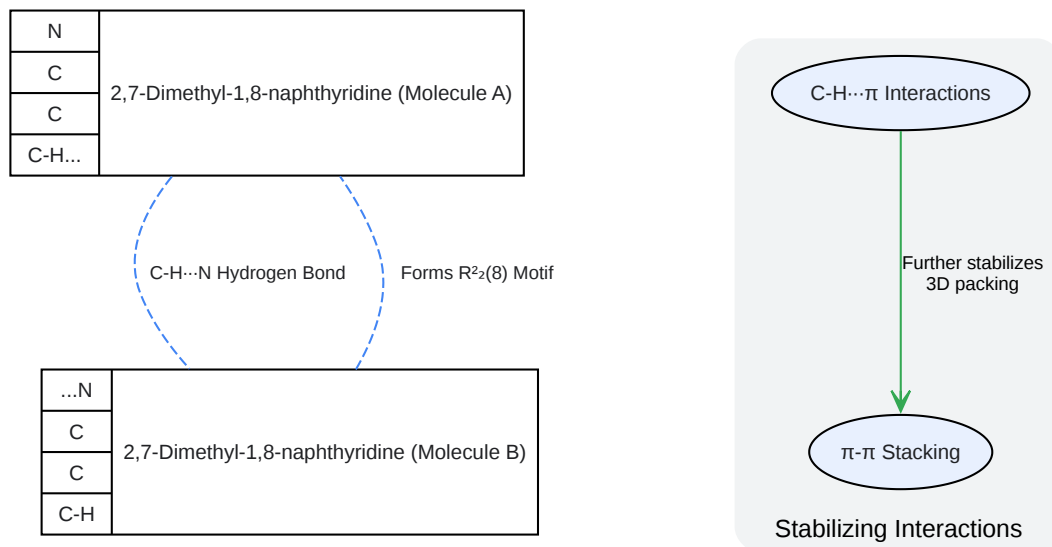 N
C
C
C-H...
2,7-Dimethyl-1,8-naphthyridine (Molecule A)
C-H···N Hydrogen Bond
Forms R²₂(8) Motif
...N
C
C
C-H
2,7-Dimethyl-1,8-naphthyridine (Molecule B)
C-H···π Interactions
Further stabilizes
3D packing
π-π Stacking
Stabilizing Interactions